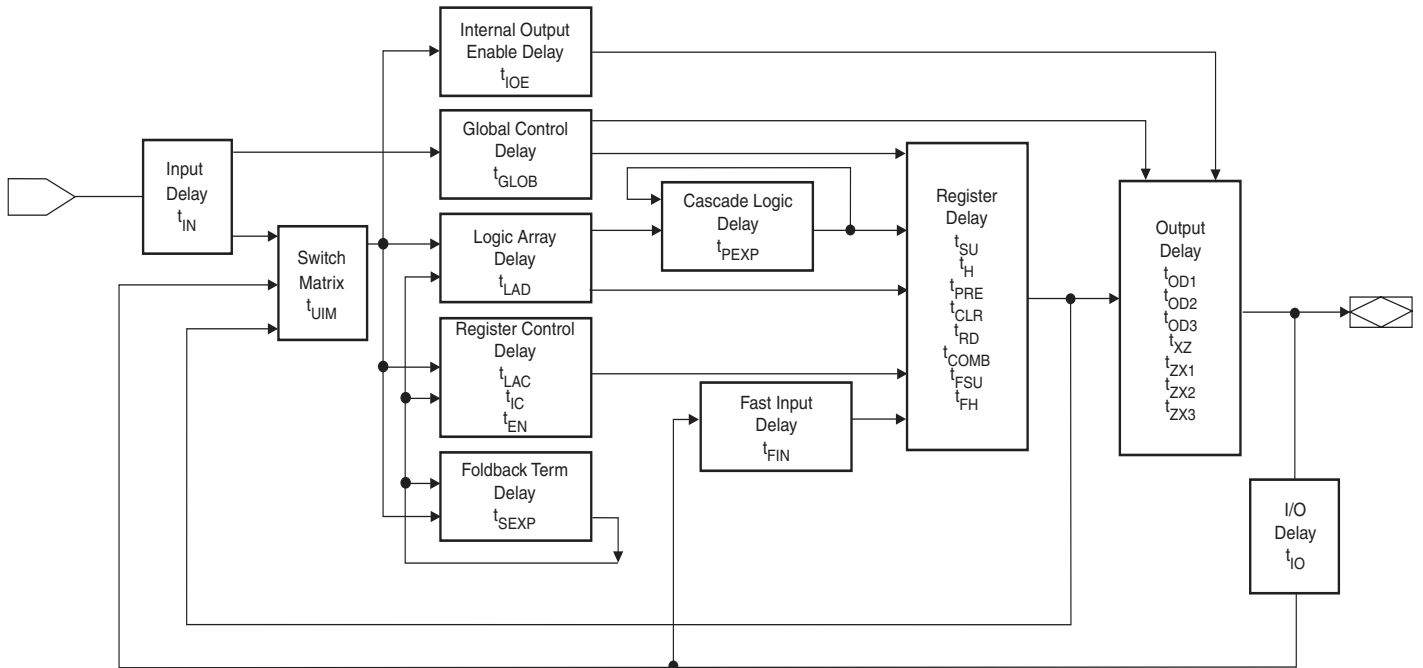 Internal Output
Enable Delay
tIOE
Global Control
Delay
tGLOB
Input
Delay
tIN
Switch
Matrix
tUIM
Logic Array
Delay
tLAD
Cascade Logic
Delay
tPEXP
Register Control
Delay
tLAC
tIC
tEN
Foldback Term
Delay
tSEXP
Fast Input
Delay
tFIN
Register
Delay
tSU
tH
tPRE
tCLR
tRD
tCOMB
tFSU
tFH
Output
Delay
tOD1
tOD2
tOD3
tXZ
tZX1
tZX2
tZX3
I/O
Delay
tIO